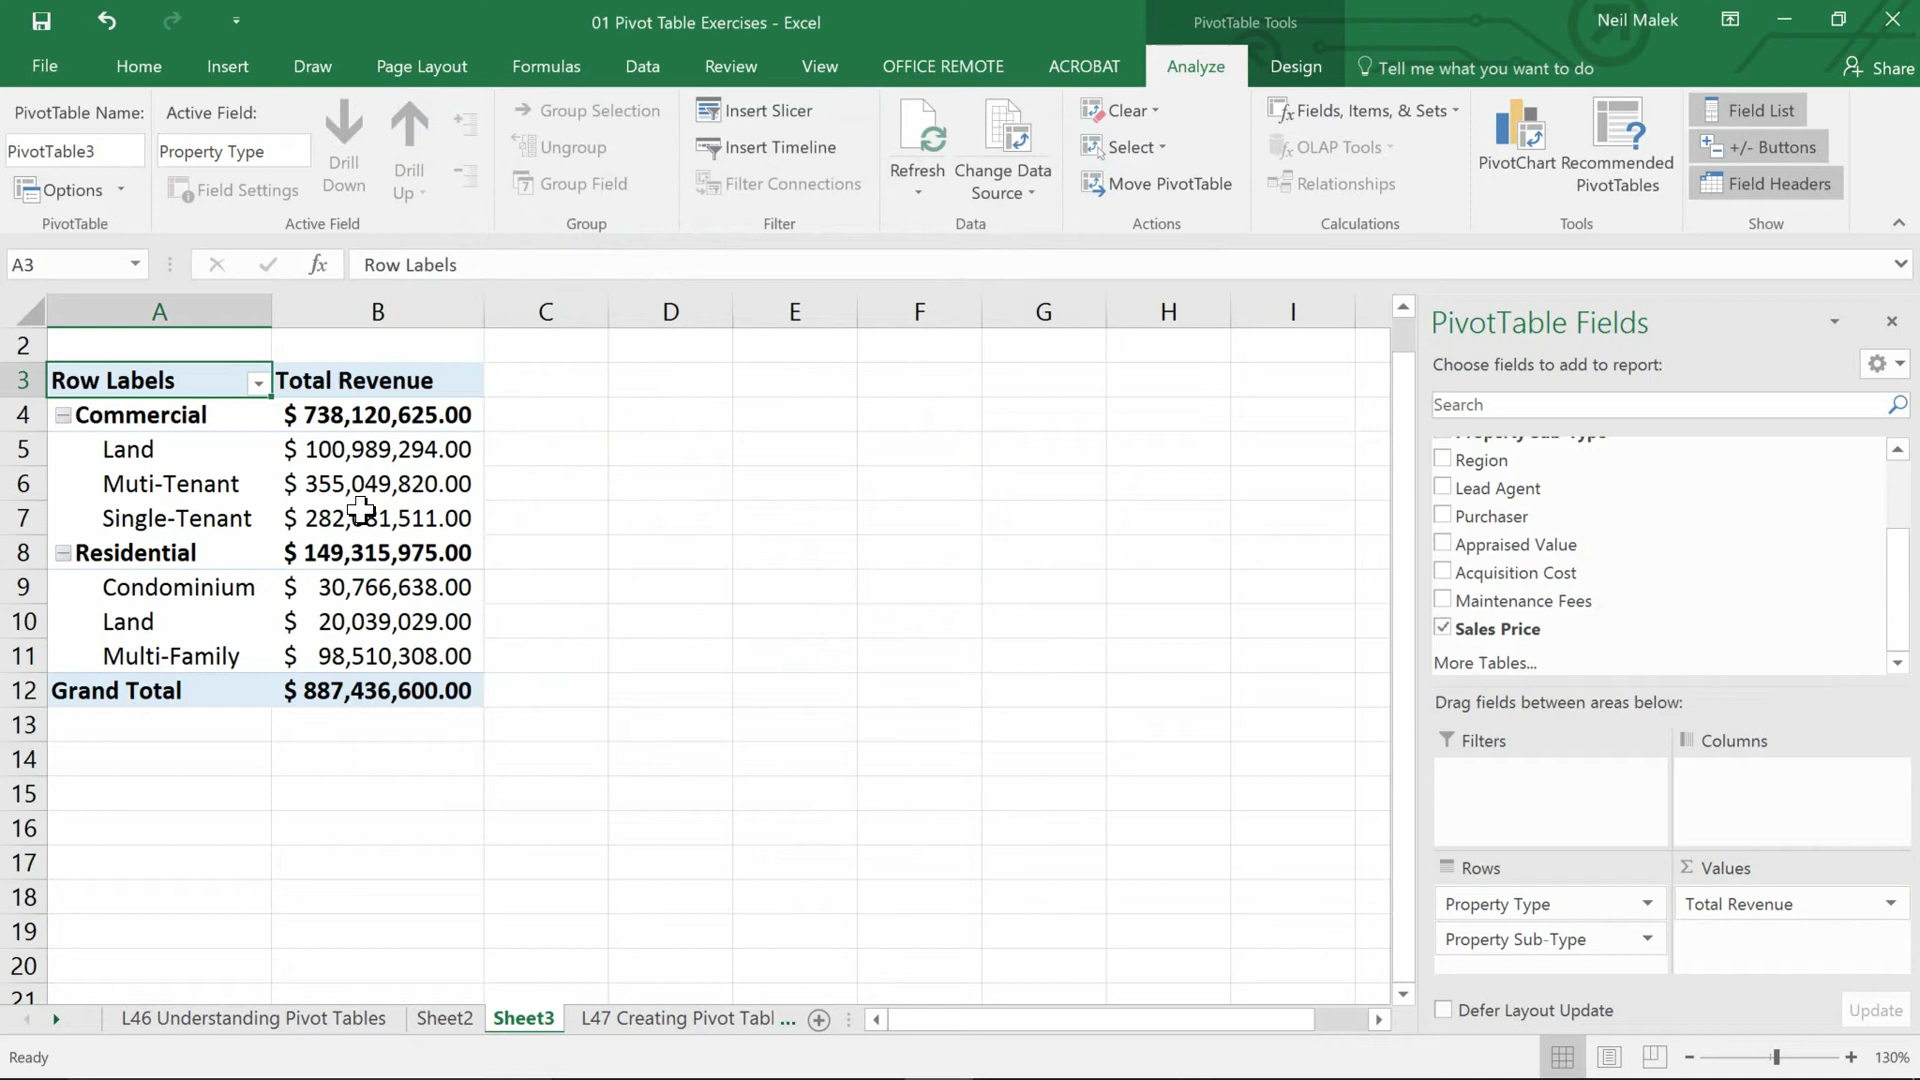 01 Pivot Table Exercises - Excel
PivotTable Tools
Neil Malek
File Home Insert Draw Page Layout Formulas Data Review View OFFICE REMOTE ACROBAT Analyze Design Tell me what you want to do Share
PivotTable Name:
PivotTable3
Options
PivotTable
Active Field:
Property Type
Field Settings
Drill Down
Drill Up
Active Field
Group Selection
Ungroup
Group Field
Group
Insert Slicer
Insert Timeline
Filter Connections
Filter
Refresh
Change Data Source
Data
Clear
Select
Move PivotTable
Actions
Fields, Items, & Sets
OLAP Tools
Relationships
Calculations
PivotChart
Recommended PivotTables
Tools
Field List
+/- Buttons
Field Headers
Show
A3 fx Row Labels
A B C D E F G H I
2
3 Row Labels Total Revenue
4 Commercial $ 738,120,625.00
5 Land $ 100,989,294.00
6 Muti-Tenant $ 355,049,820.00
7 Single-Tenant $ 282, 511.00
8 Residential $ 149,315,975.00
9 Condominium $ 30,766,638.00
10 Land $ 20,039,029.00
11 Multi-Family $ 98,510,308.00
12 Grand Total $ 887,436,600.00
13
14
15
16
17
18
19
20
21
PivotTable Fields
Choose fields to add to report:
Search
Property Sub-Type
Region
Lead Agent
Purchaser
Appraised Value
Acquisition Cost
Maintenance Fees
Sales Price
More Tables...
Drag fields between areas below:
Filters
Columns
Rows
Property Type
Property Sub-Type
Σ Values
Total Revenue
Defer Layout Update
Update
L46 Understanding Pivot Tables Sheet2 Sheet3 L47 Creating Pivot Tabl ...
Ready
130%